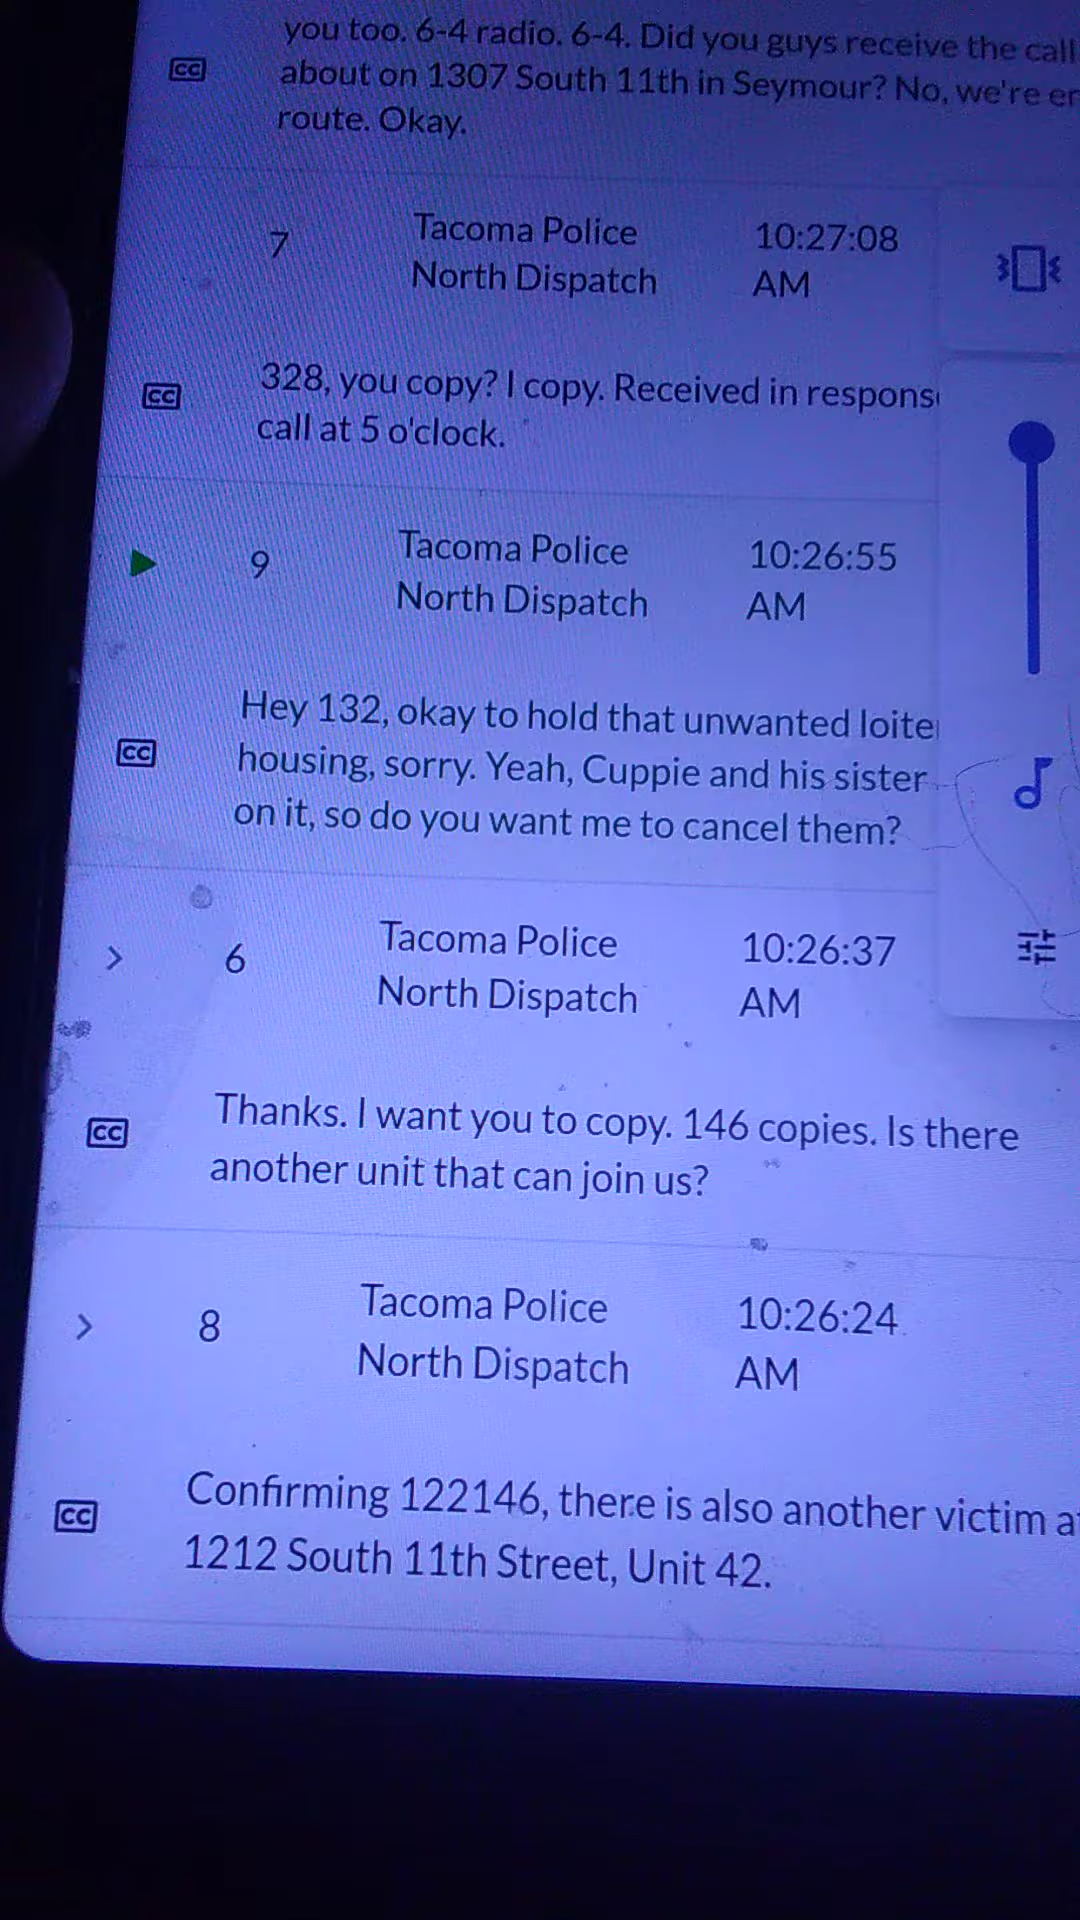 you too. 6-4 radio. 6-4. Did you guys receive the call
CC about on 1307 South 11th in Seymour? No, we're en
route. Okay.
7 Tacoma Police 10:27:08
North Dispatch AM
328, you copy? I copy. Received in respons
CC call at 5 o'clock.
9 Tacoma Police 10:26:55
North Dispatch AM
Hey 132, okay to hold that unwanted loite
CC housing, sorry. Yeah, Cuppie and his sister
on it, so do you want me to cancel them?
6 Tacoma Police 10:26:37
North Dispatch AM
Thanks. I want you to copy. 146 copies. Is there
CC another unit that can join us?
8 Tacoma Police 10:26:24
North Dispatch AM
Confirming 122146, there is also another victim a
CC 1212 South 11th Street, Unit 42.